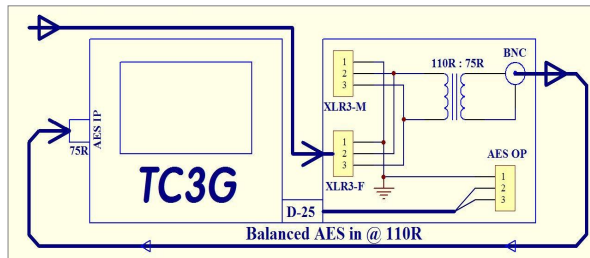 BNC
110R : 75R
1
2
3
XLR3-M
AES IP
75R
1
2
3
XLR3-F
AES OP
1
2
3
TC3G
D-25
Balanced AES in @ 110R